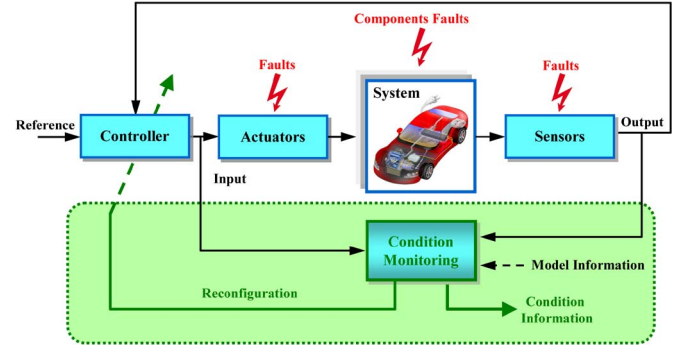 Components Faults
Faults
System
Faults
Reference
Controller
Actuators
Sensors
Output
Input
Condition
Monitoring
Model Information
Reconfiguration
Condition
Information